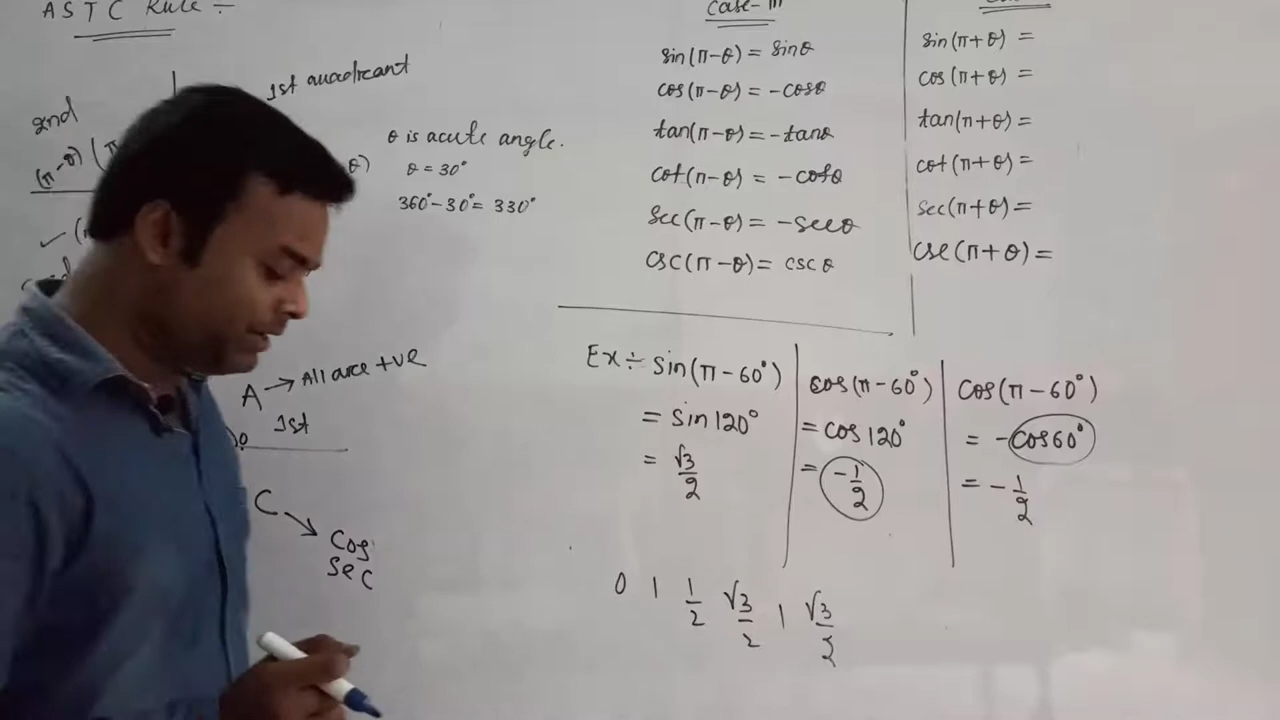 ASTC Rule ÷
2nd
1st quadrant
(π-θ)
θ)
θ is acute angle.
θ = 30°
360° - 30° = 330°
A → All are +ve
1st
C
Cos
Sec
Case - III
sin(π-θ) = sinθ
cos(π-θ) = -cosθ
tan(π-θ) = -tanθ
cot(π-θ) = -cotθ
Sec(π-θ) = -secθ
csc(π-θ) = cscθ
sin(π+θ) =
cos(π+θ) =
tan(π+θ) =
cot(π+θ) =
sec(π+θ) =
csc(π+θ) =
Ex ÷ sin(π-60°)
= sin 120°
= √3/2
cos(π-60°)
= cos 120°
= -1/2
cos(π-60°)
= -cos60°
= -1/2
0 1 1/2 √3/2 1 √3/2